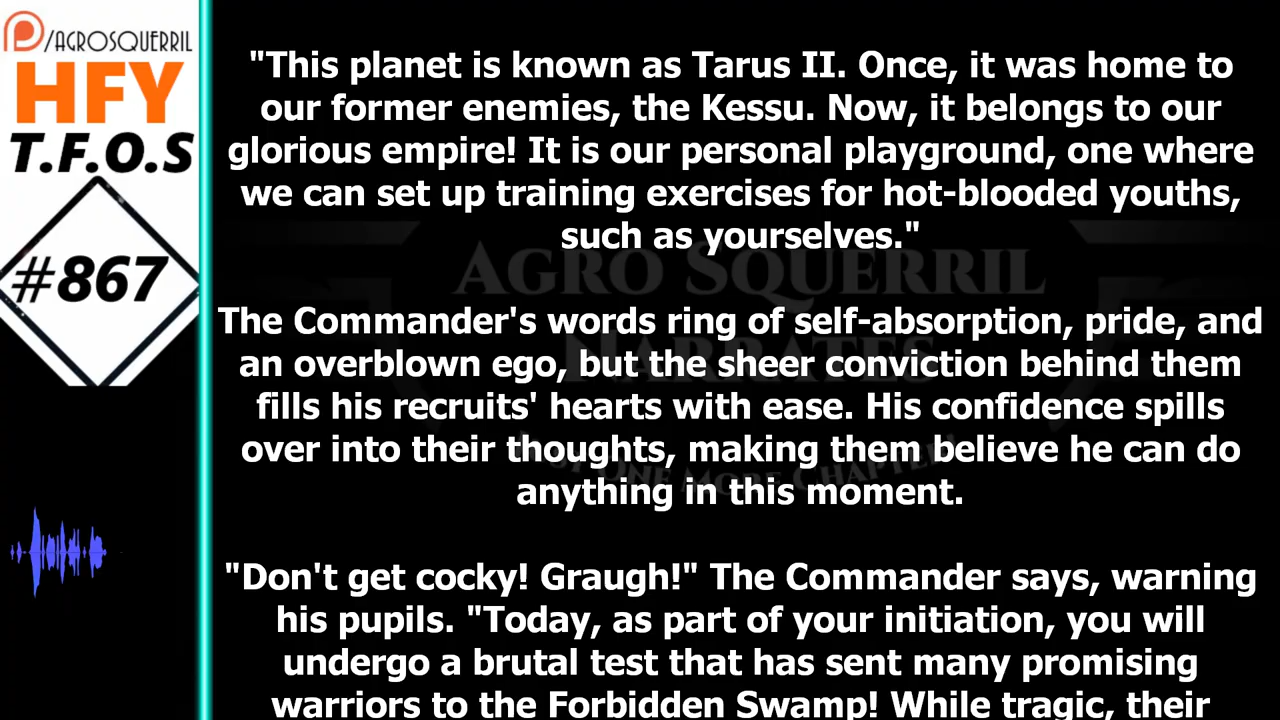 /AGROSQUERRIL
HFY
T.F.O.S
#867
"This planet is known as Tarus II. Once, it was home to
our former enemies, the Kessu. Now, it belongs to our
glorious empire! It is our personal playground, one where
we can set up training exercises for hot-blooded youths,
such as yourselves."
AGRO SQUERRIL
NARRATES
The Commander's words ring of self-absorption, pride, and
an overblown ego, but the sheer conviction behind them
fills his recruits' hearts with ease. His confidence spills
over into their thoughts, making them believe he can do
anything in this moment.
ONE MORE CHAPTER
"Don't get cocky! Graugh!" The Commander says, warning
his pupils. "Today, as part of your initiation, you will
undergo a brutal test that has sent many promising
warriors to the Forbidden Swamp! While tragic, their